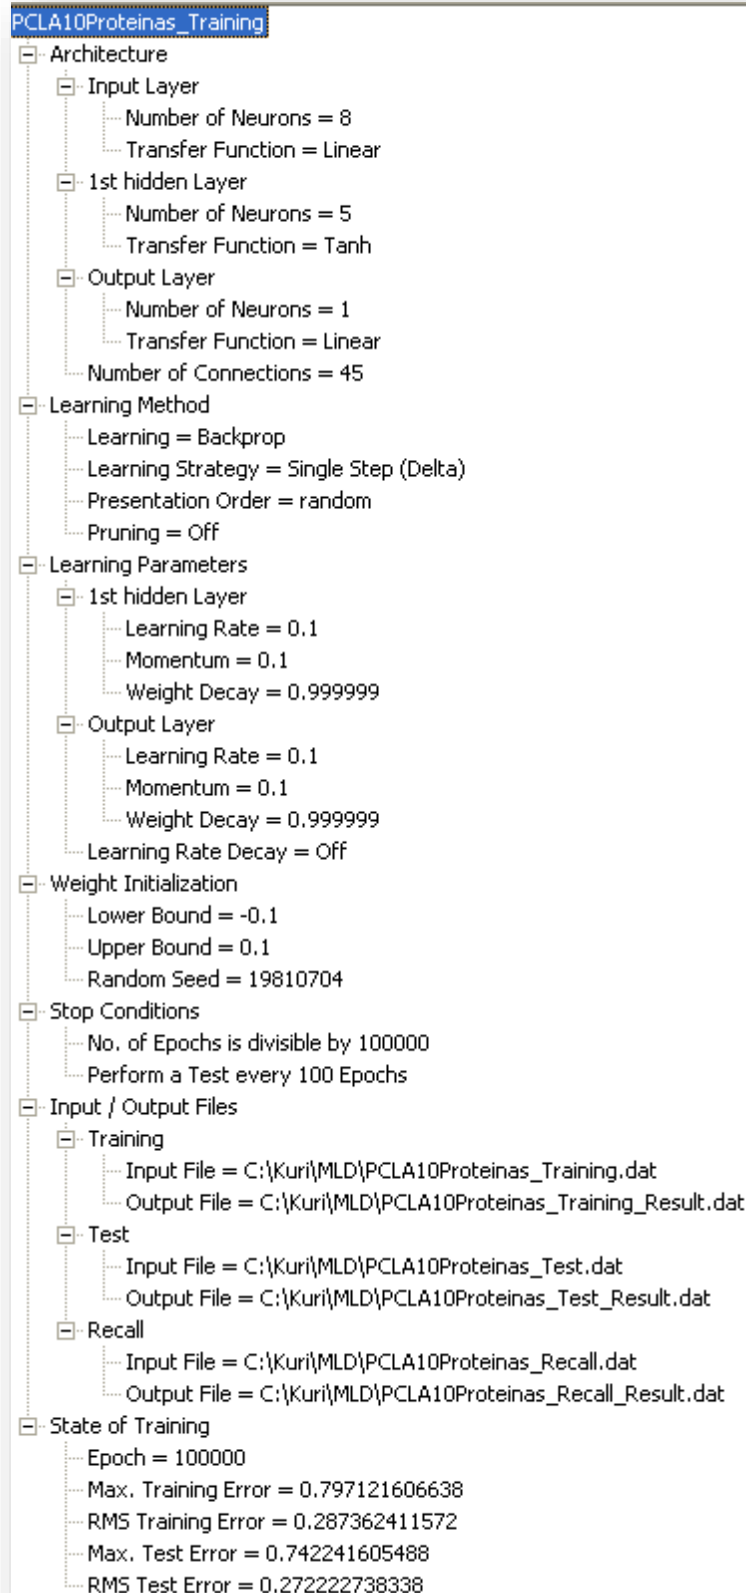 PCLA10Proteinas_Training
Architecture
Input Layer
Number of Neurons = 8
Transfer Function = Linear
1st hidden Layer
Number of Neurons = 5
Transfer Function = Tanh
Output Layer
Number of Neurons = 1
Transfer Function = Linear
Number of Connections = 45
Learning Method
Learning = Backprop
Learning Strategy = Single Step (Delta)
Presentation Order = random
Pruning = Off
Learning Parameters
1st hidden Layer
Learning Rate = 0.1
Momentum = 0.1
Weight Decay = 0.999999
Output Layer
Learning Rate = 0.1
Momentum = 0.1
Weight Decay = 0.999999
Learning Rate Decay = Off
Weight Initialization
Lower Bound = -0.1
Upper Bound = 0.1
Random Seed = 19810704
Stop Conditions
No. of Epochs is divisible by 100000
Perform a Test every 100 Epochs
Input / Output Files
Training
Input File = C:\Kuri\MLD\PCLA10Proteinas_Training.dat
Output File = C:\Kuri\MLD\PCLA10Proteinas_Training_Result.dat
Test
Input File = C:\Kuri\MLD\PCLA10Proteinas_Test.dat
Output File = C:\Kuri\MLD\PCLA10Proteinas_Test_Result.dat
Recall
Input File = C:\Kuri\MLD\PCLA10Proteinas_Recall.dat
Output File = C:\Kuri\MLD\PCLA10Proteinas_Recall_Result.dat
State of Training
Epoch = 100000
Max. Training Error = 0.797121606638
RMS Training Error = 0.287362411572
Max. Test Error = 0.742241605488
RMS Test Error = 0.272222738338